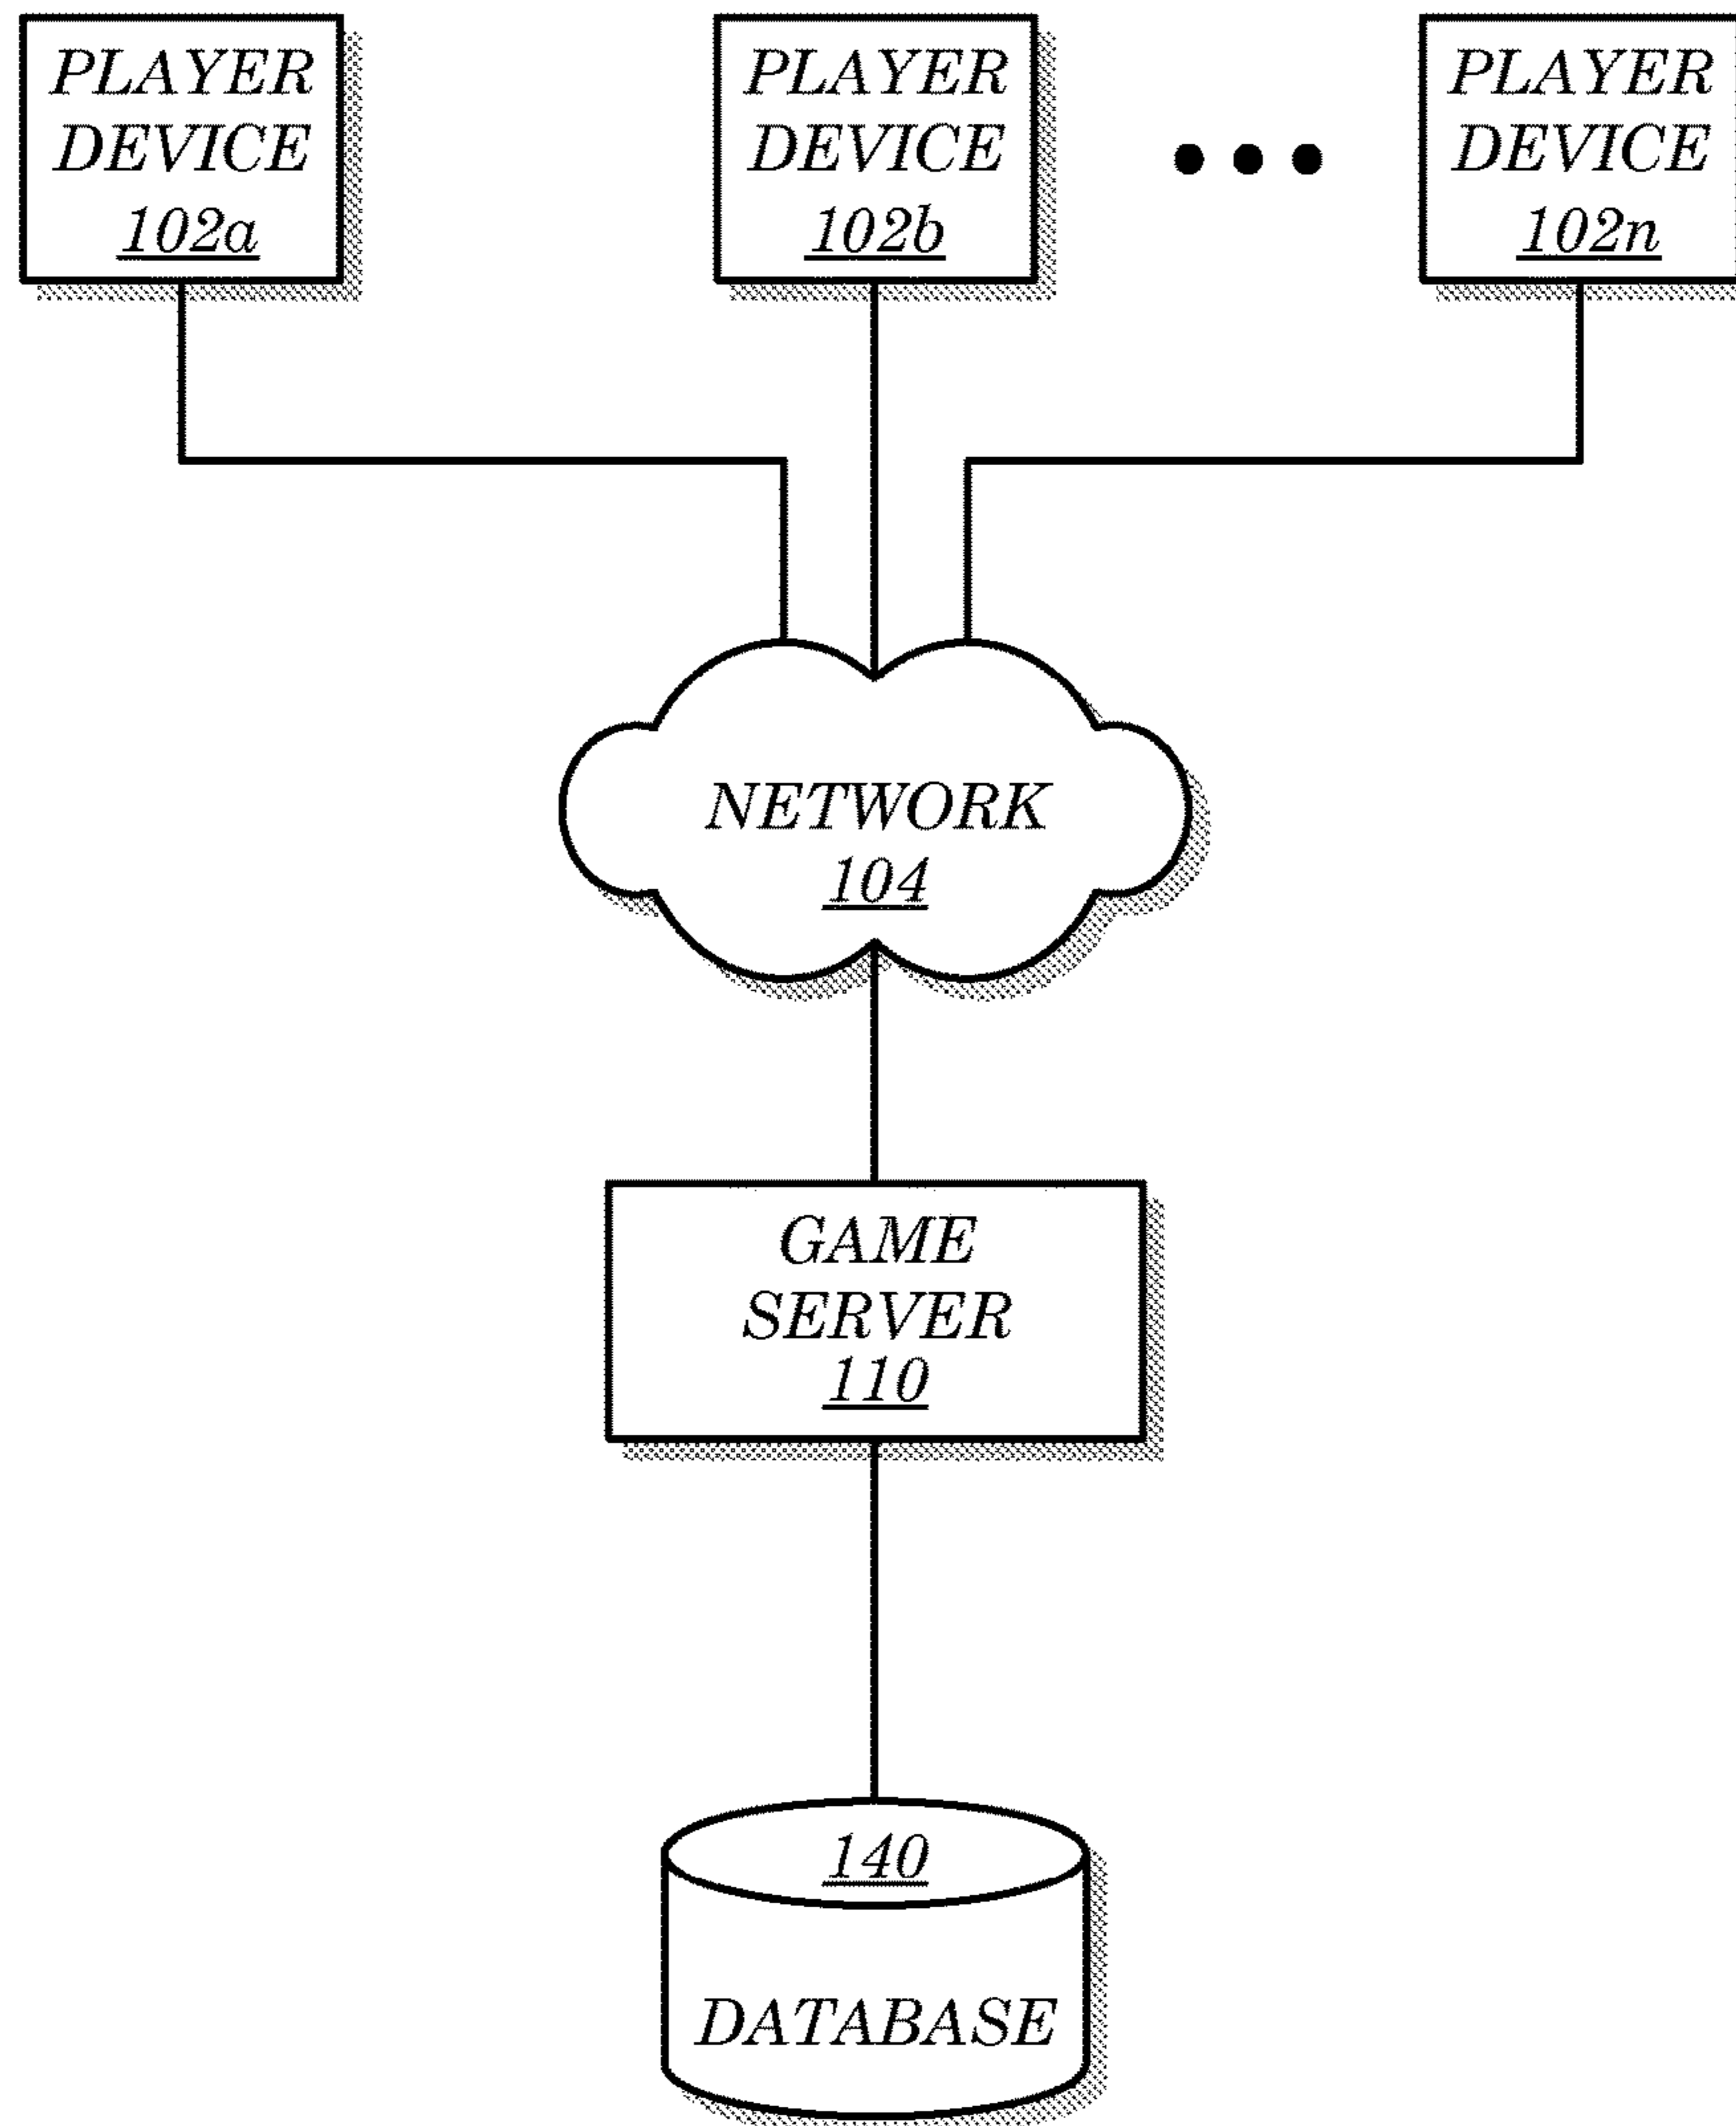 PLAYER
DEVICE
102a
PLAYER
DEVICE
102b
PLAYER
DEVICE
102n
NETWORK
104
GAME
SERVER
110
140
DATABASE